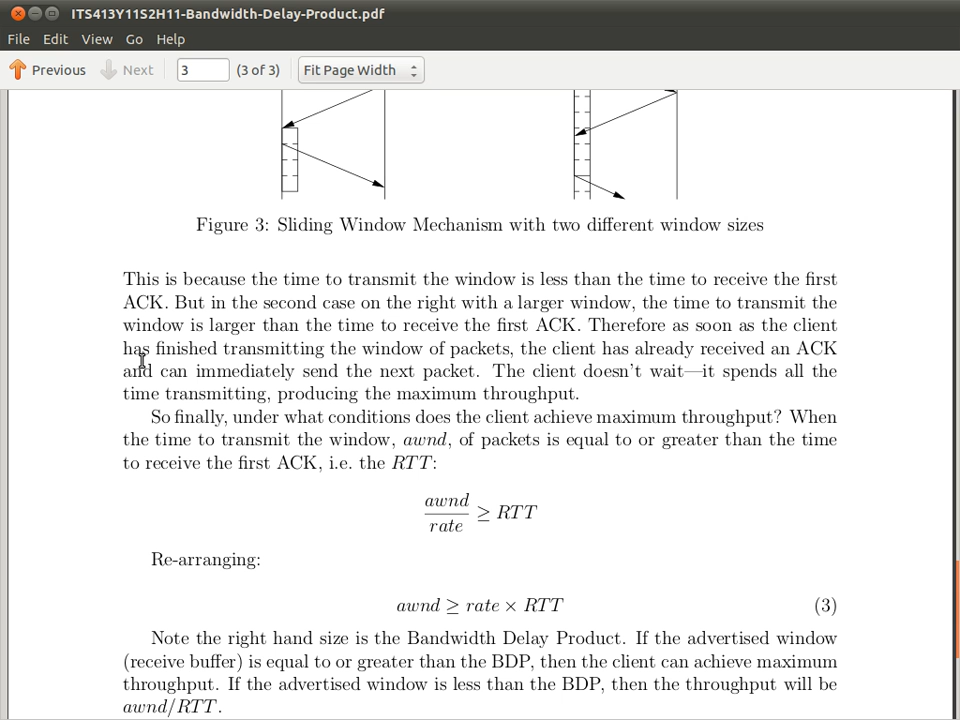 ITS413Y11S2H11-Bandwidth-Delay-Product.pdf
File Edit View Go Help
Previous Next 3 (3 of 3) Fit Page Width
Figure 3: Sliding Window Mechanism with two different window sizes
This is because the time to transmit the window is less than the time to receive the first
ACK. But in the second case on the right with a larger window, the time to transmit the
window is larger than the time to receive the first ACK. Therefore as soon as the client
has finished transmitting the window of packets, the client has already received an ACK
and can immediately send the next packet. The client doesn't wait—it spends all the
time transmitting, producing the maximum throughput.
So finally, under what conditions does the client achieve maximum throughput? When
the time to transmit the window, awnd, of packets is equal to or greater than the time
to receive the first ACK, i.e. the RTT:
awnd
rate ≥ RTT
Re-arranging:
awnd ≥ rate × RTT (3)
Note the right hand size is the Bandwidth Delay Product. If the advertised window
(receive buffer) is equal to or greater than the BDP, then the client can achieve maximum
throughput. If the advertised window is less than the BDP, then the throughput will be
awnd/RTT.